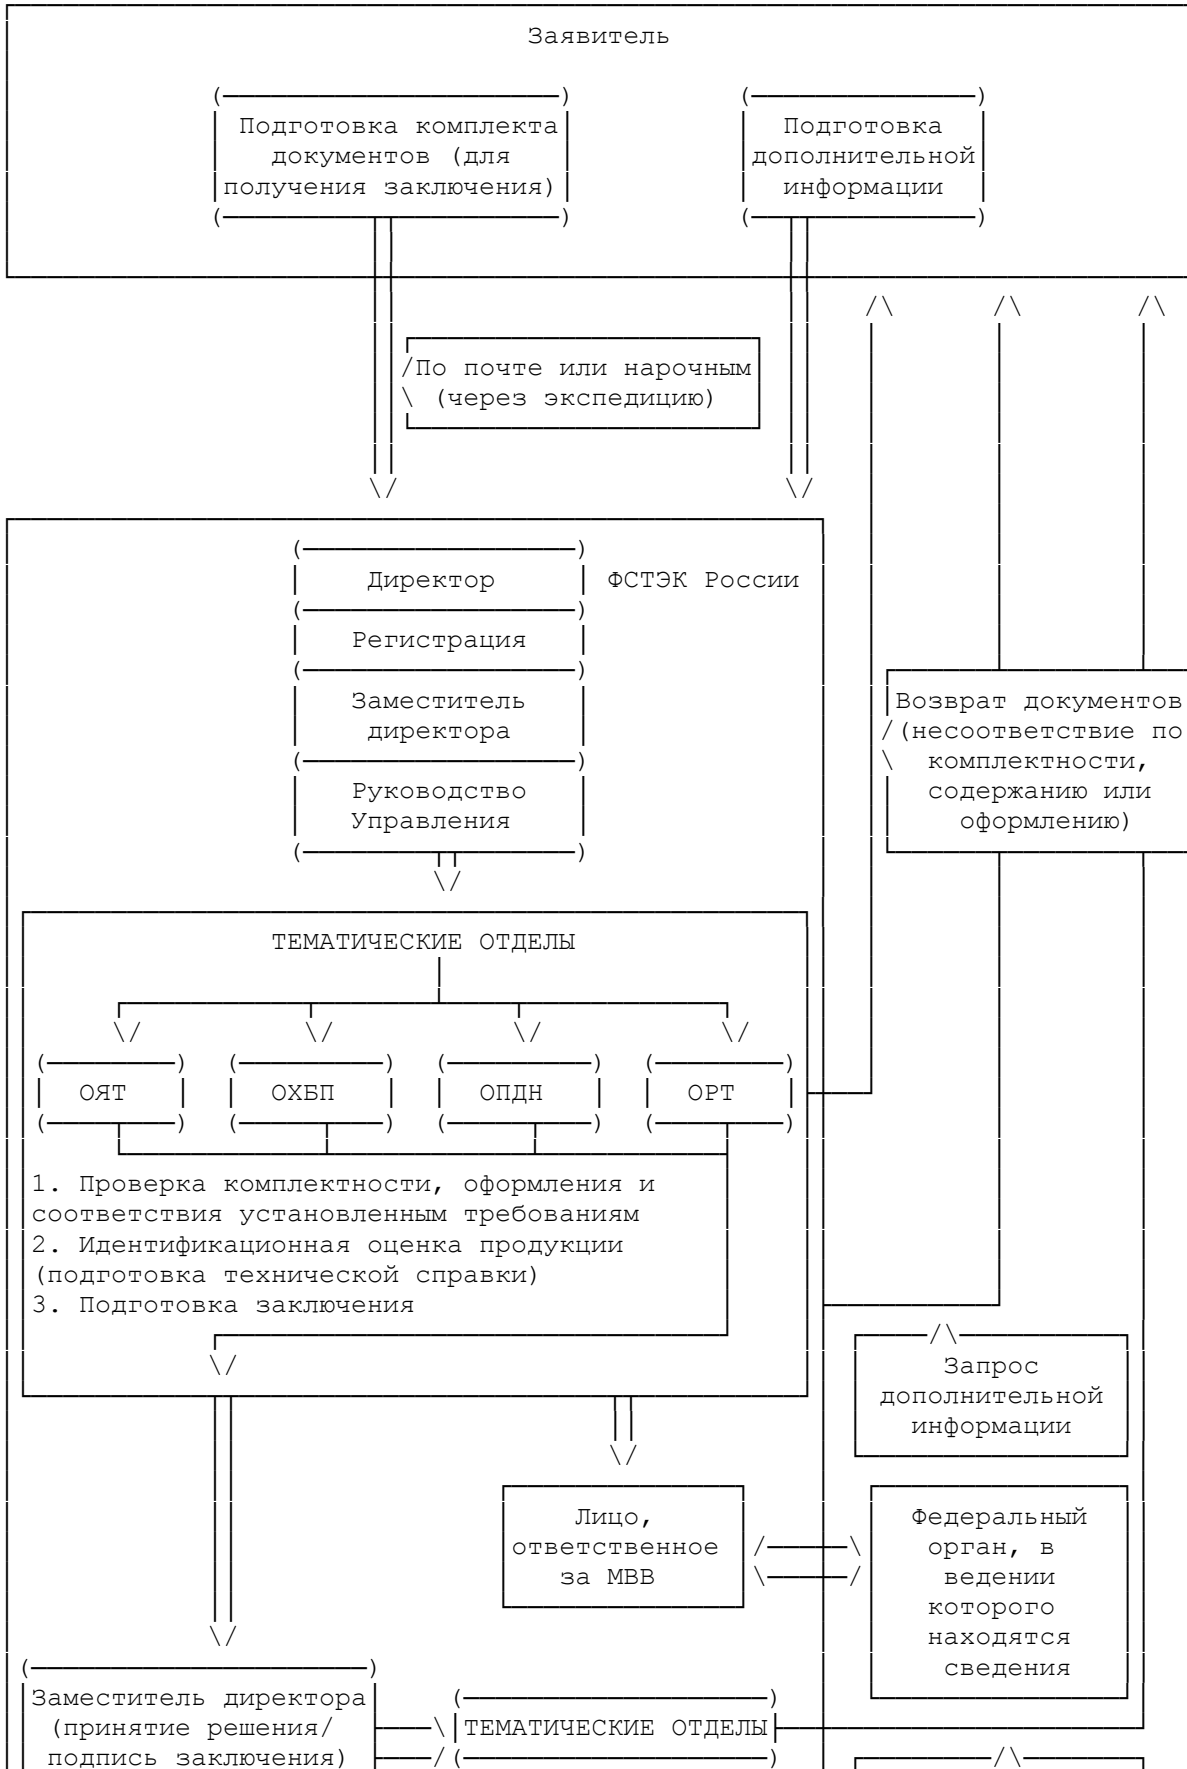 Заявитель
Подготовка комплекта
документов (для
получения заключения)
Подготовка
дополнительной
информации
По почте или нарочным
(через экспедицию)
Директор
ФСТЭК России
Регистрация
Заместитель
директора
Руководство
Управления
Возврат документов
(несоответствие по
комплектности,
содержанию или
оформлению)
ТЕМАТИЧЕСКИЕ ОТДЕЛЫ
ОЯТ
ОХБП
ОПДН
ОРТ
1. Проверка комплектности, оформления и
соответствия установленным требованиям
2. Идентификационная оценка продукции
(подготовка технической справки)
3. Подготовка заключения
Запрос
дополнительной
информации
Лицо,
ответственное
за МВВ
Федеральный
орган, в
ведении
которого
находятся
сведения
Заместитель директора
(принятие решения/
подпись заключения)
ТЕМАТИЧЕСКИЕ ОТДЕЛЫ